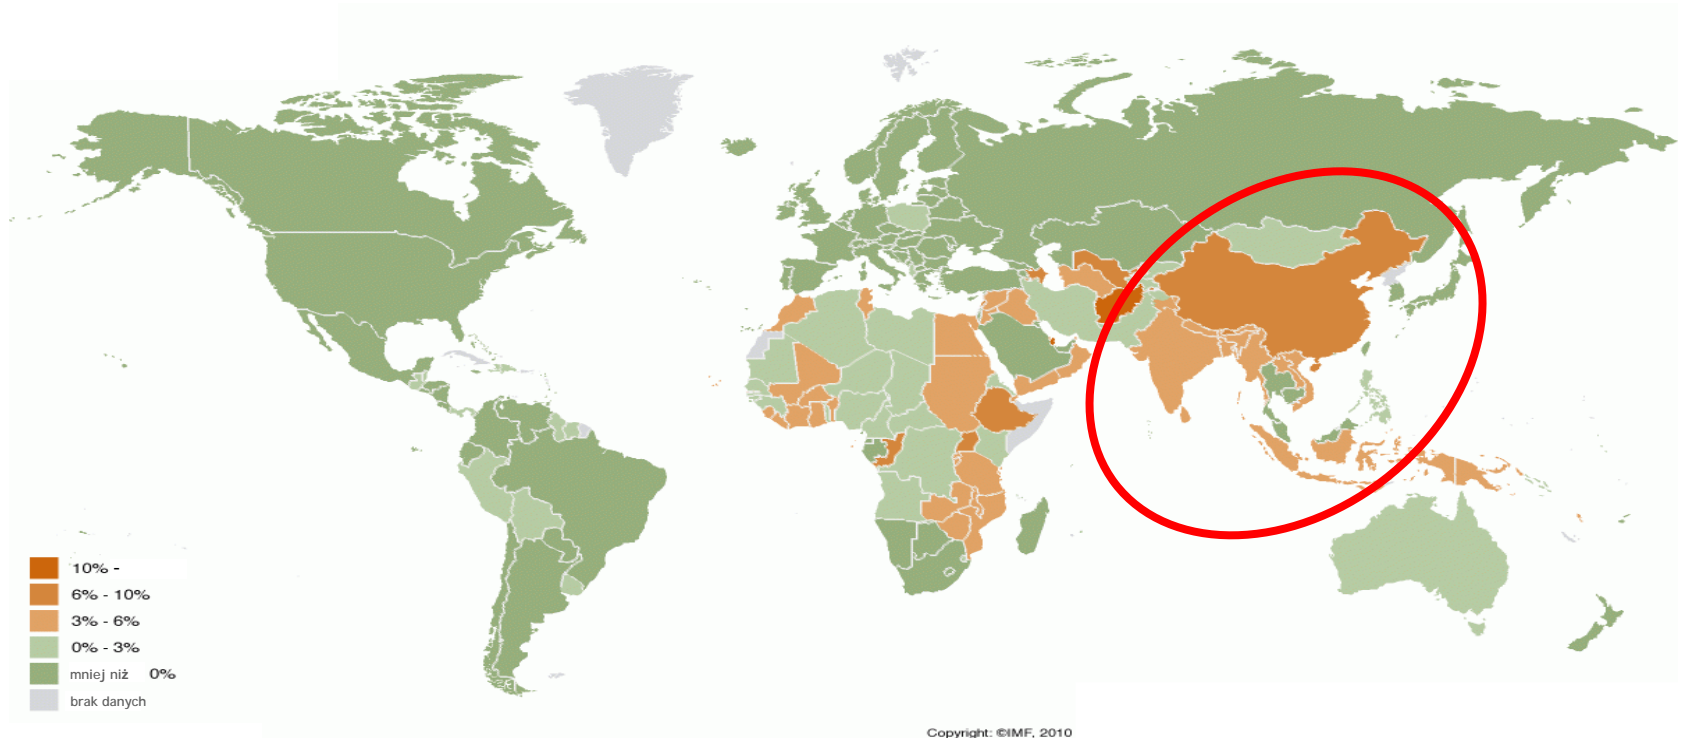 10% -
6% - 10%
3% - 6%
0% - 3%
mniej niż 0%
brak danych
Copyright: ©IMF, 2010